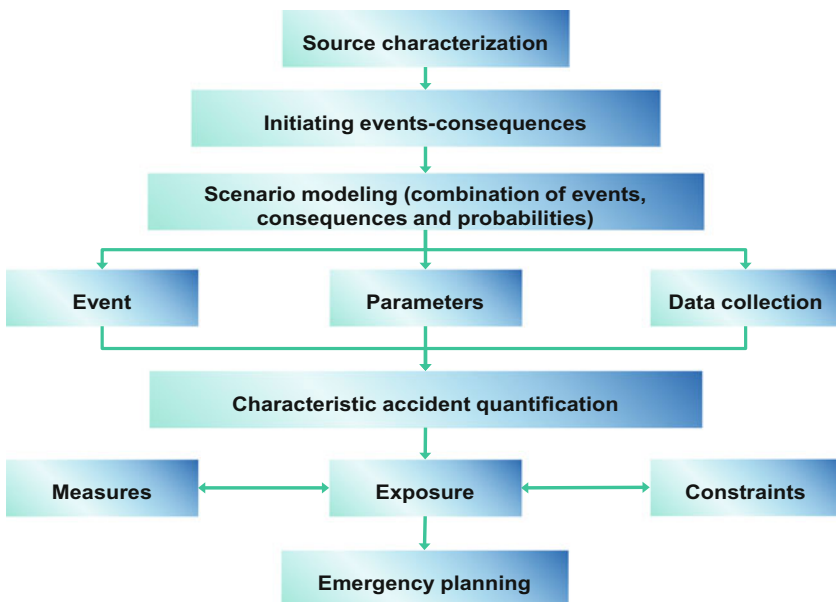 Source characterization
Initiating events-consequences
Scenario modeling (combination of events,
consequences and probabilities)
Event
Parameters
Data collection
Characteristic accident quantification
Measures
Exposure
Constraints
Emergency planning